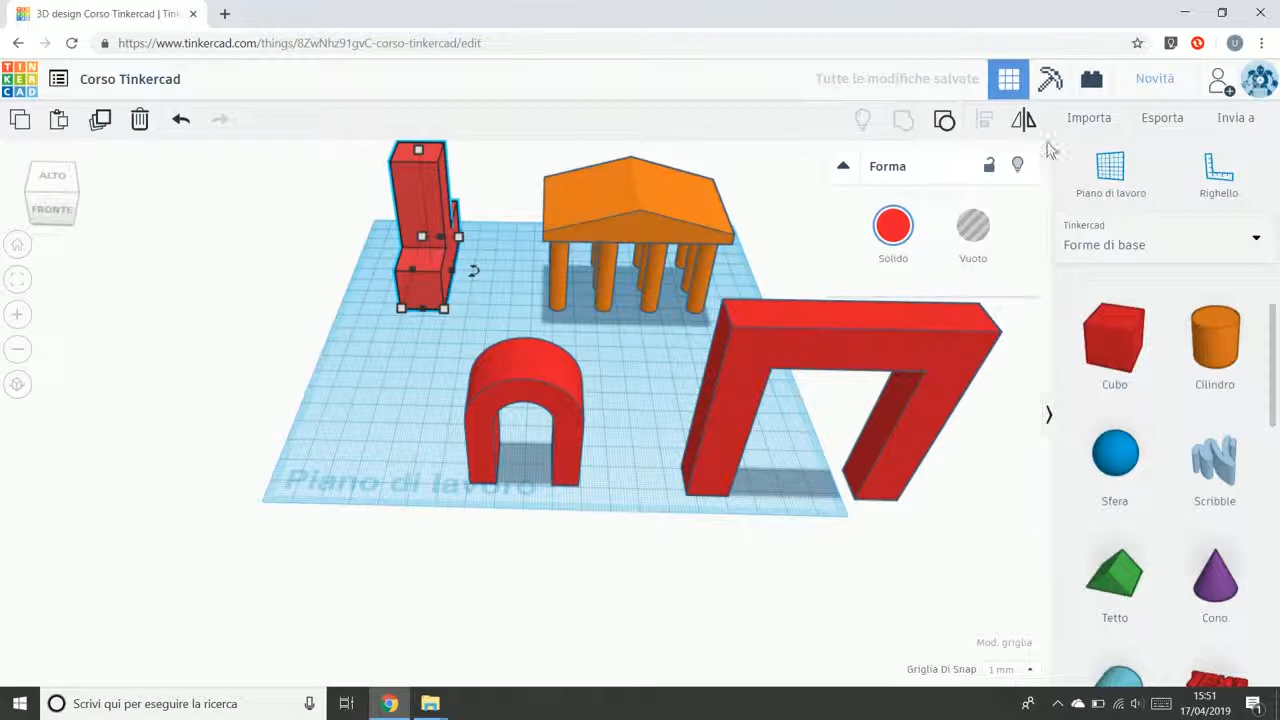 3D design Corso Tinkercad | Tink
https://www.tinkercad.com/things/8ZwNhz91gvC-corso-tinkercad/edit
U
TIN
KER
CAD
Corso Tinkercad
Tutte le modifiche salvate
Novità
Importa
Esporta
Invia a
ALTO
FRONTE
Forma
Solido
Vuoto
Piano di lavoro
Righello
Tinkercad
Forme di base
Cubo
Cilindro
Sfera
Scribble
Tetto
Cono
Piano di lavoro
Mod. griglia
Griglia Di Snap
1 mm
Scrivi qui per eseguire la ricerca
15:51
17/04/2019
1